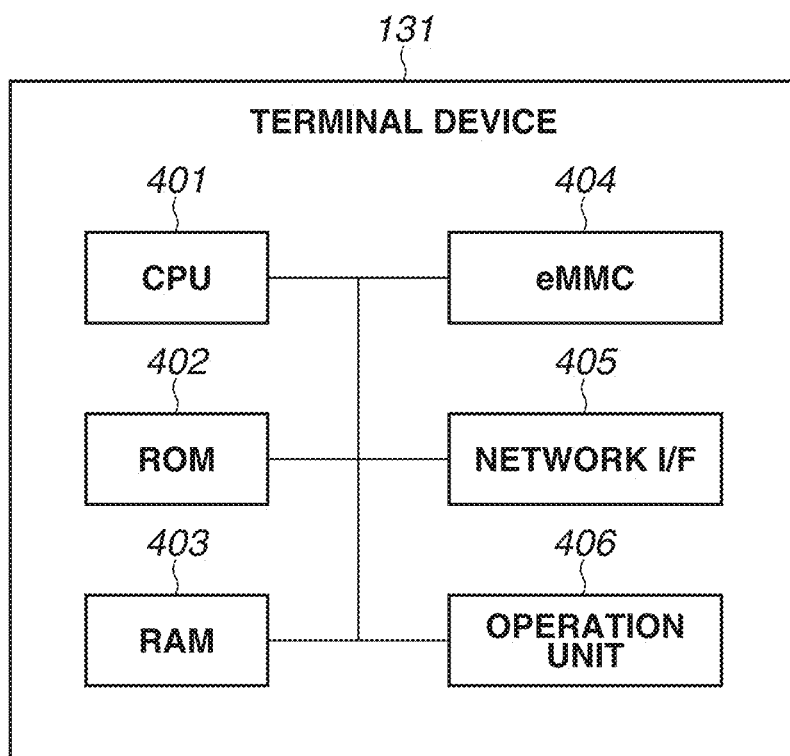 131
TERMINAL DEVICE
401
404
CPU
eMMC
402
405
ROM
NETWORK I/F
403
406
RAM
OPERATION
UNIT